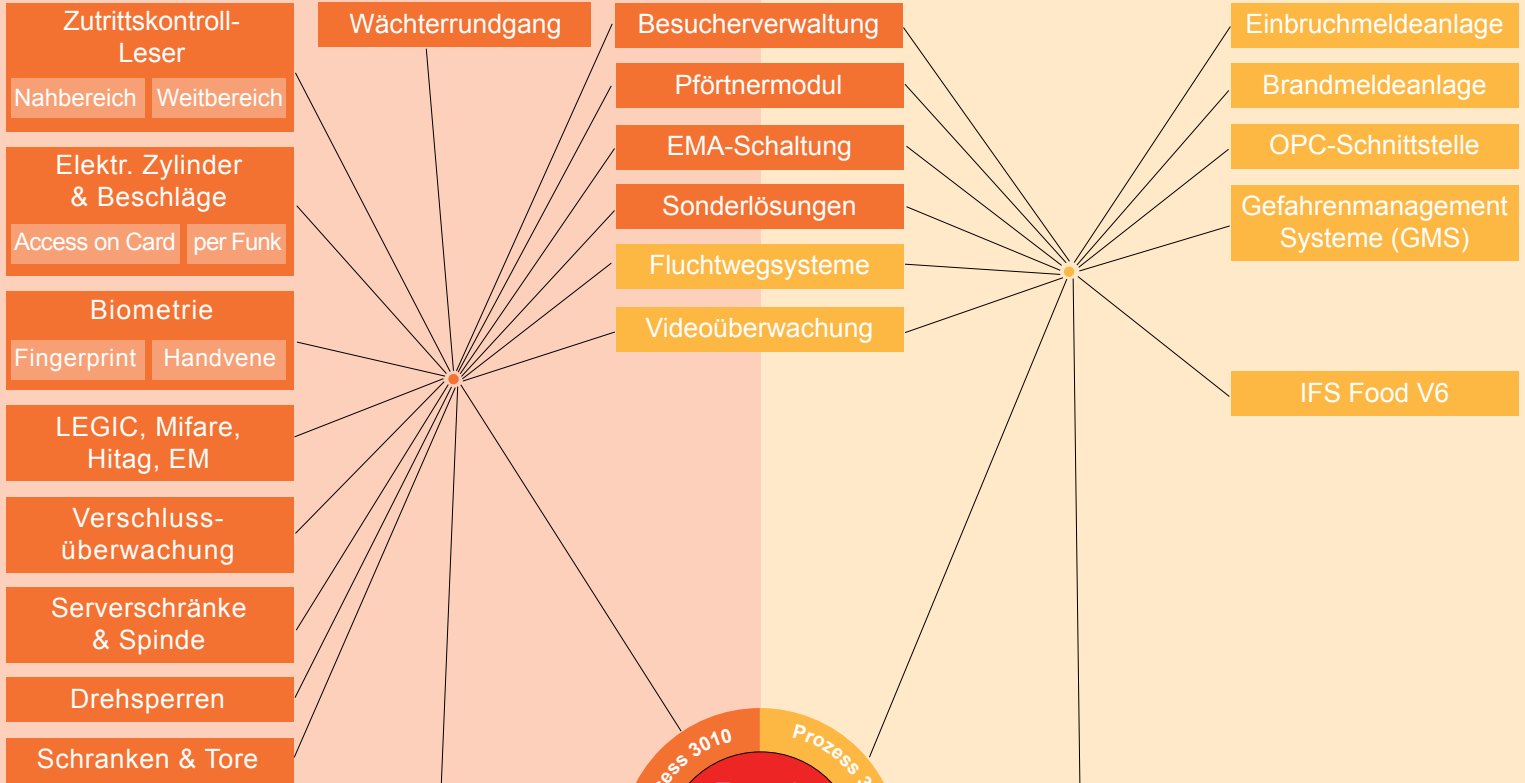 Zutrittskontroll-
Leser
Nahbereich Weitbereich
Elektr. Zylinder
& Beschläge
Access on Card per Funk
Biometrie
Fingerprint Handvene
LEGIC, Mifare,
Hitag, EM
Verschluss-
überwachung
Serverschränke
& Spinde
Drehsperren
Schranken & Tore
Wächterrundgang
Besucherverwaltung
Pförtnermodul
EMA-Schaltung
Sonderlösungen
Fluchtwegsysteme
Videoüberwachung
Einbruchmeldeanlage
Brandmeldeanlage
OPC-Schnittstelle
Gefahrenmanagement
Systeme (GMS)
IFS Food V6
3010
Prozess